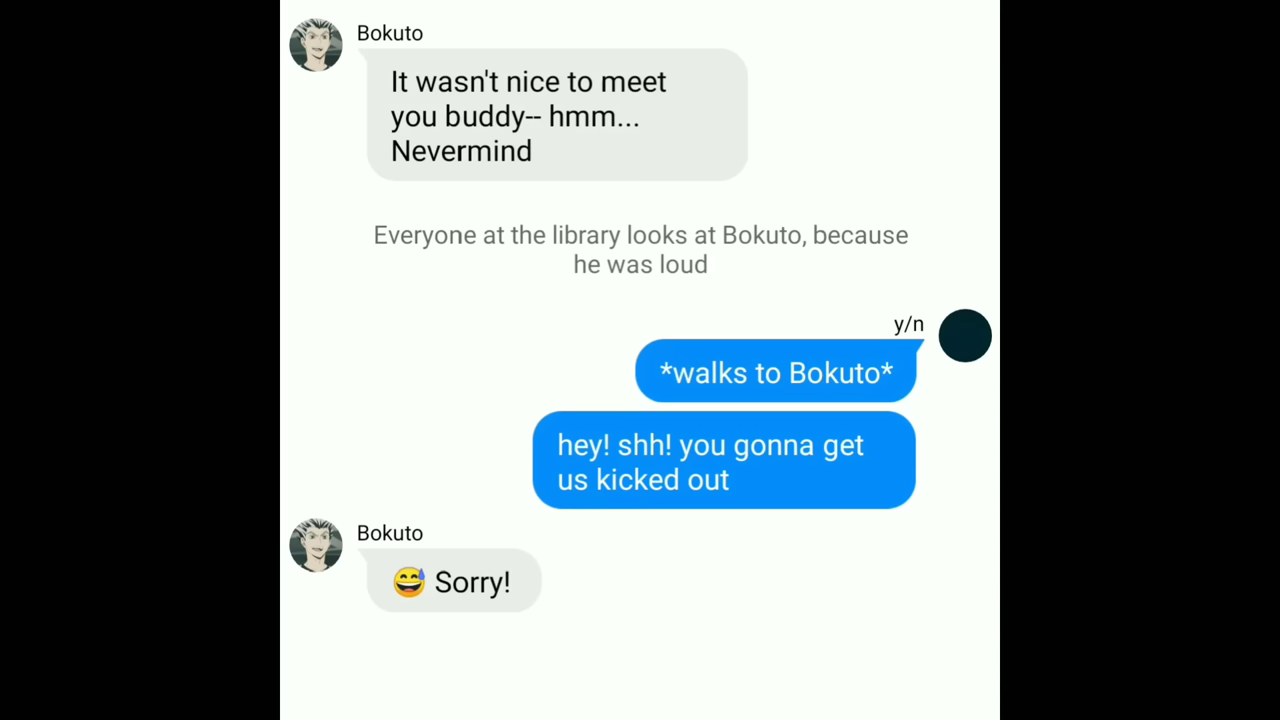 Bokuto
It wasn't nice to meet
you buddy-- hmm...
Nevermind
Everyone at the library looks at Bokuto, because
he was loud
y/n
*walks to Bokuto*
hey! shh! you gonna get
us kicked out
Bokuto
😅 Sorry!